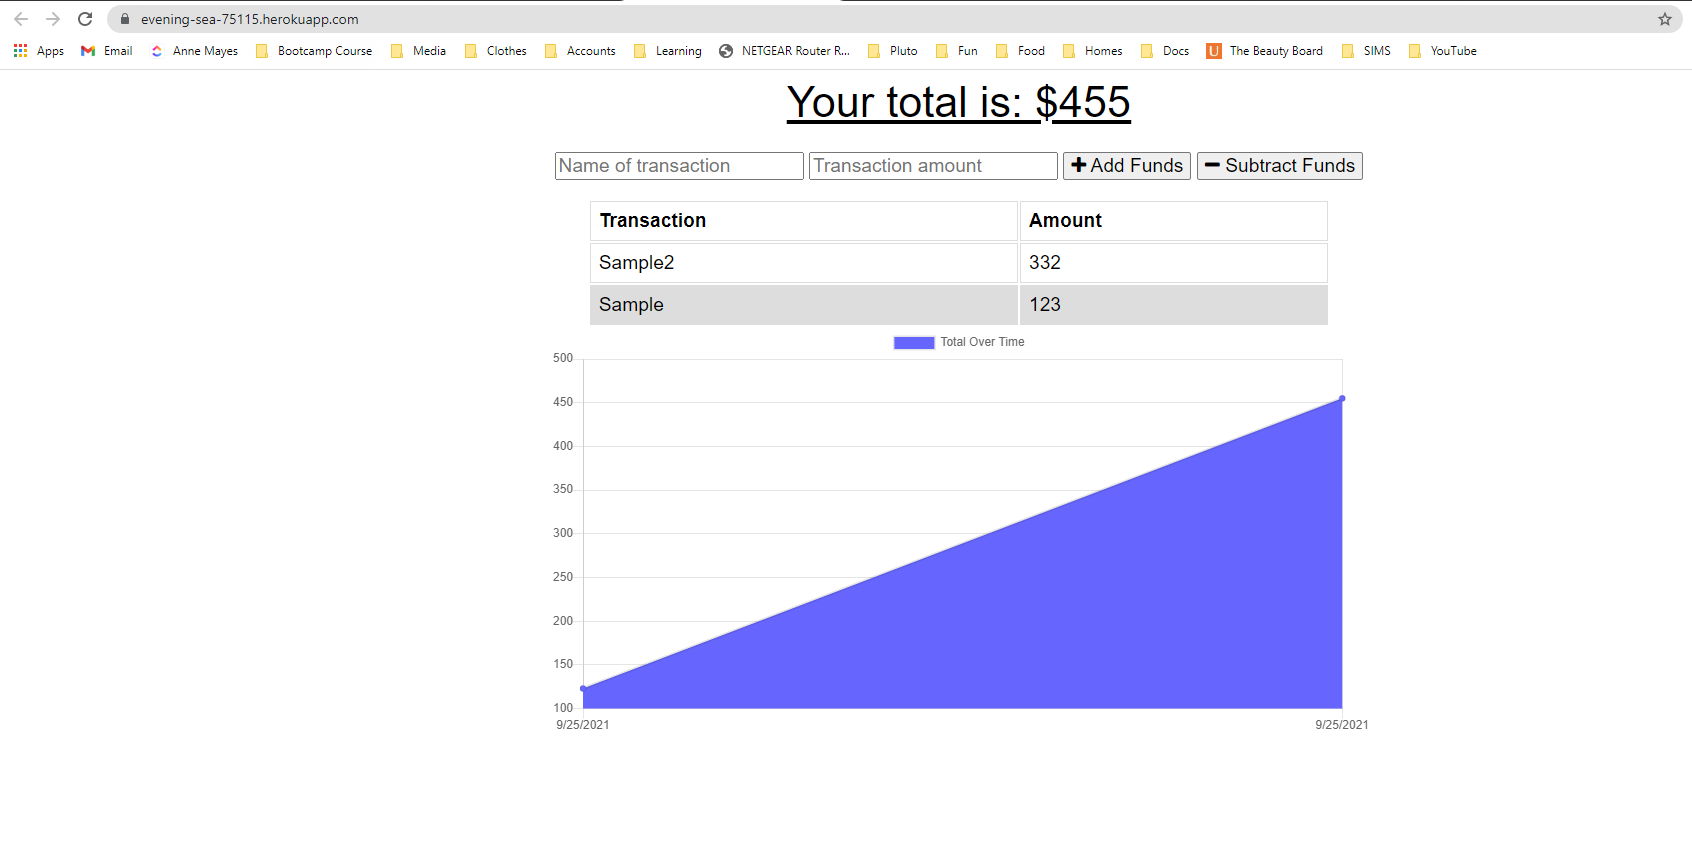 evening-sea-75115.herokuapp.com
Apps Email Anne Mayes Bootcamp Course Media Clothes Accounts Learning NETGEAR Router R... Pluto Fun Food Homes Docs The Beauty Board SIMS YouTube
Your total is: $455
Name of transaction Transaction amount Add Funds Subtract Funds
Transaction Amount
Sample2 332
Sample 123
Total Over Time
500
450
400
350
300
250
200
150
100
9/25/2021 9/25/2021